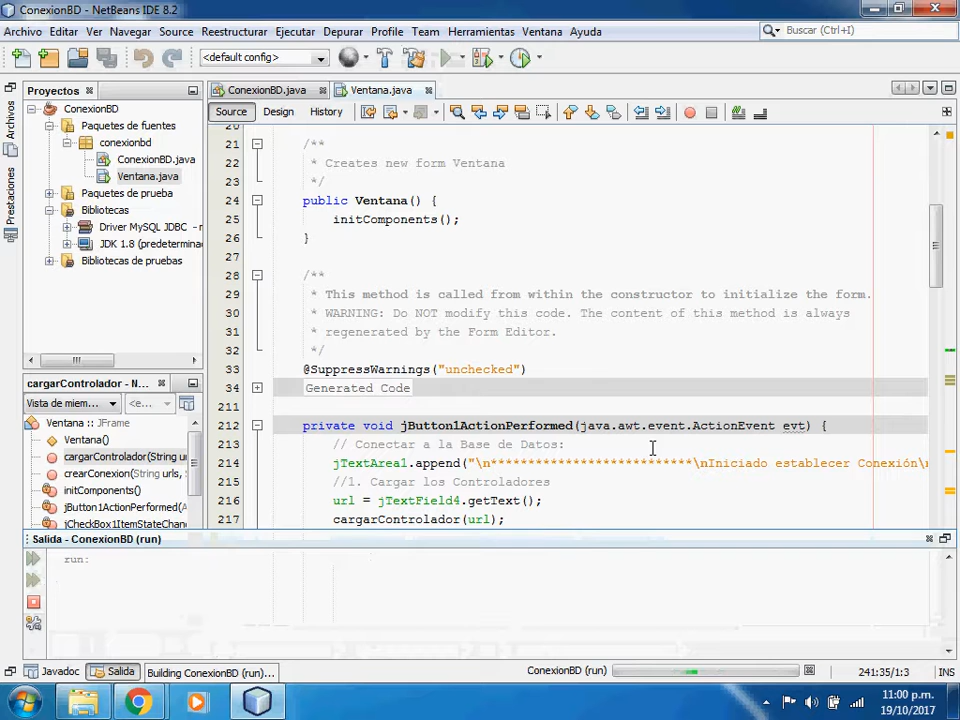 ConexionBD - NetBeans IDE 8.2
Archivo Editar Ver Navegar Source Reestructurar Ejecutar Depurar Profile Team Herramientas Ventana Ayuda
Buscar (Ctrl+I)
<default config>
Proyectos
ConexionBD.java
Ventana.java
Archivos
Prestaciones
ConexionBD
Paquetes de fuentes
conexionbd
ConexionBD.java
Ventana.java
Paquetes de prueba
Bibliotecas
Driver MySQL JDBC -
JDK 1.8 (predetermina
Bibliotecas de pruebas
Source Design History
20
21 /**
22 * Creates new form Ventana
23 */
24 public Ventana() {
25 initComponents();
26 }
27
28 /**
29 * This method is called from within the constructor to initialize the form.
30 * WARNING: Do NOT modify this code. The content of this method is always
31 * regenerated by the Form Editor.
32 */
33 @SuppressWarnings("unchecked")
34 Generated Code
211
212 private void jButton1ActionPerformed(java.awt.event.ActionEvent evt) {
213 // Conectar a la Base de Datos:
214 jTextArea1.append("\n***************************\nIniciado establecer Conexión\
215 //1. Cargar los Controladores
216 url = jTextField4.getText();
217 cargarControlador(url);
cargarControlador - N...
Vista de miem...
<e...
Ventana :: JFrame
Ventana()
cargarControlador(String u
crearConexion(String urls,
initComponents()
jButton1ActionPerformed(A
jCheckBox1ItemStateChan
Salida - ConexionBD (run)
run:
Javadoc
Salida
Building ConexionBD (run)...
ConexionBD (run)
241:35/1:3
INS
11:00 p.m.
19/10/2017